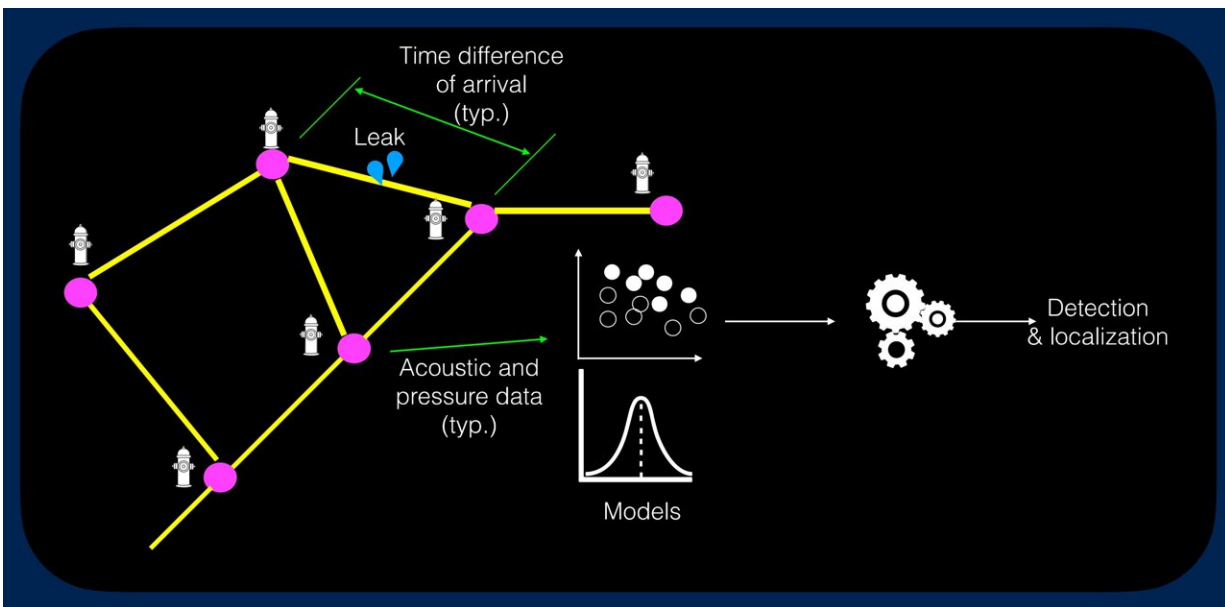 Time difference
of arrival
(typ.)
Leak
Acoustic and
pressure data
(typ.)
Models
Detection
& localization